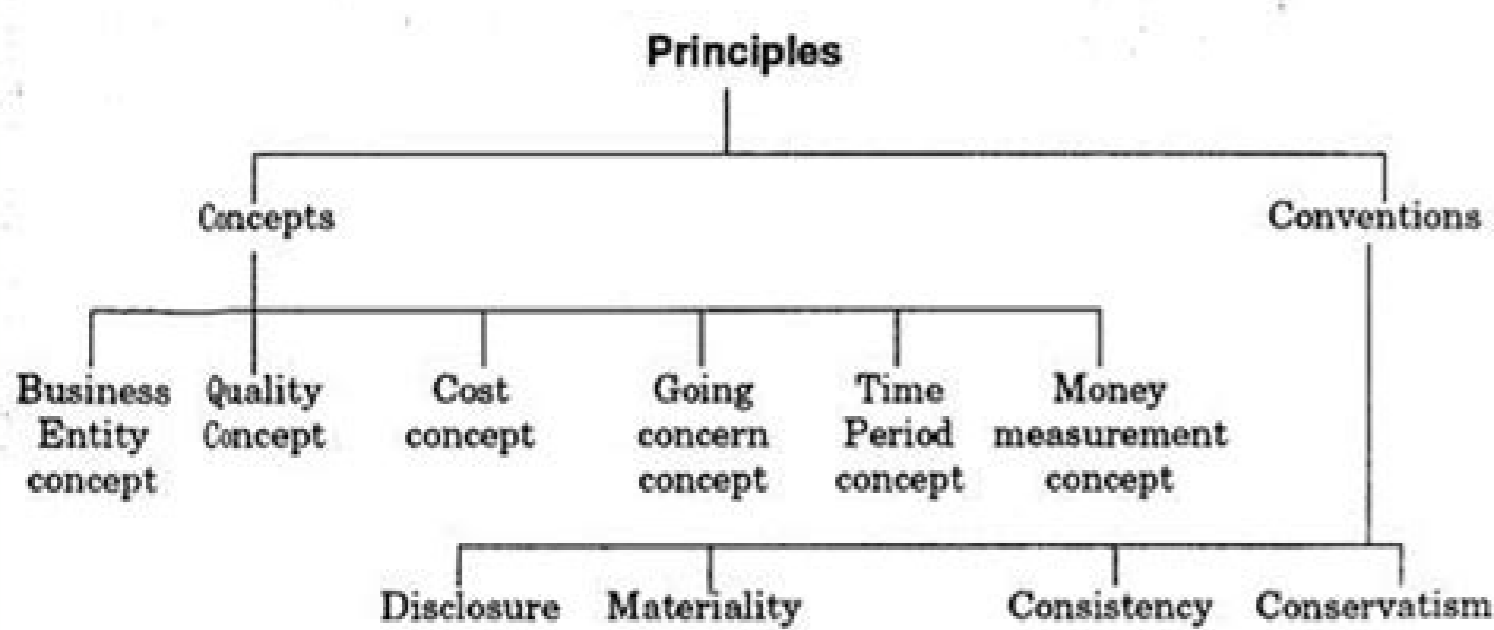 Principles
Concepts
Conventions
Business
Entity
concept
Quality
Concept
Cost
concept
Going
concern
concept
Time
Period
concept
Money
measurement
concept
Disclosure
Materiality
Consistency
Conservatism